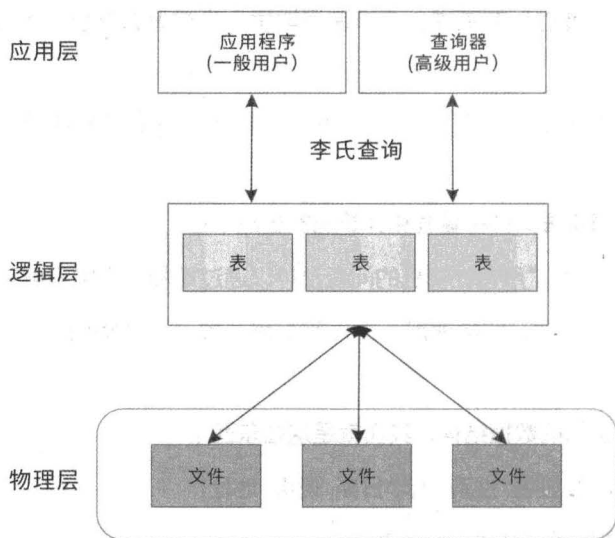 应用层
应用程序
(一般用户)
查询器
(高级用户)
李氏查询
逻辑层
表
表
表
物理层
文件
文件
文件